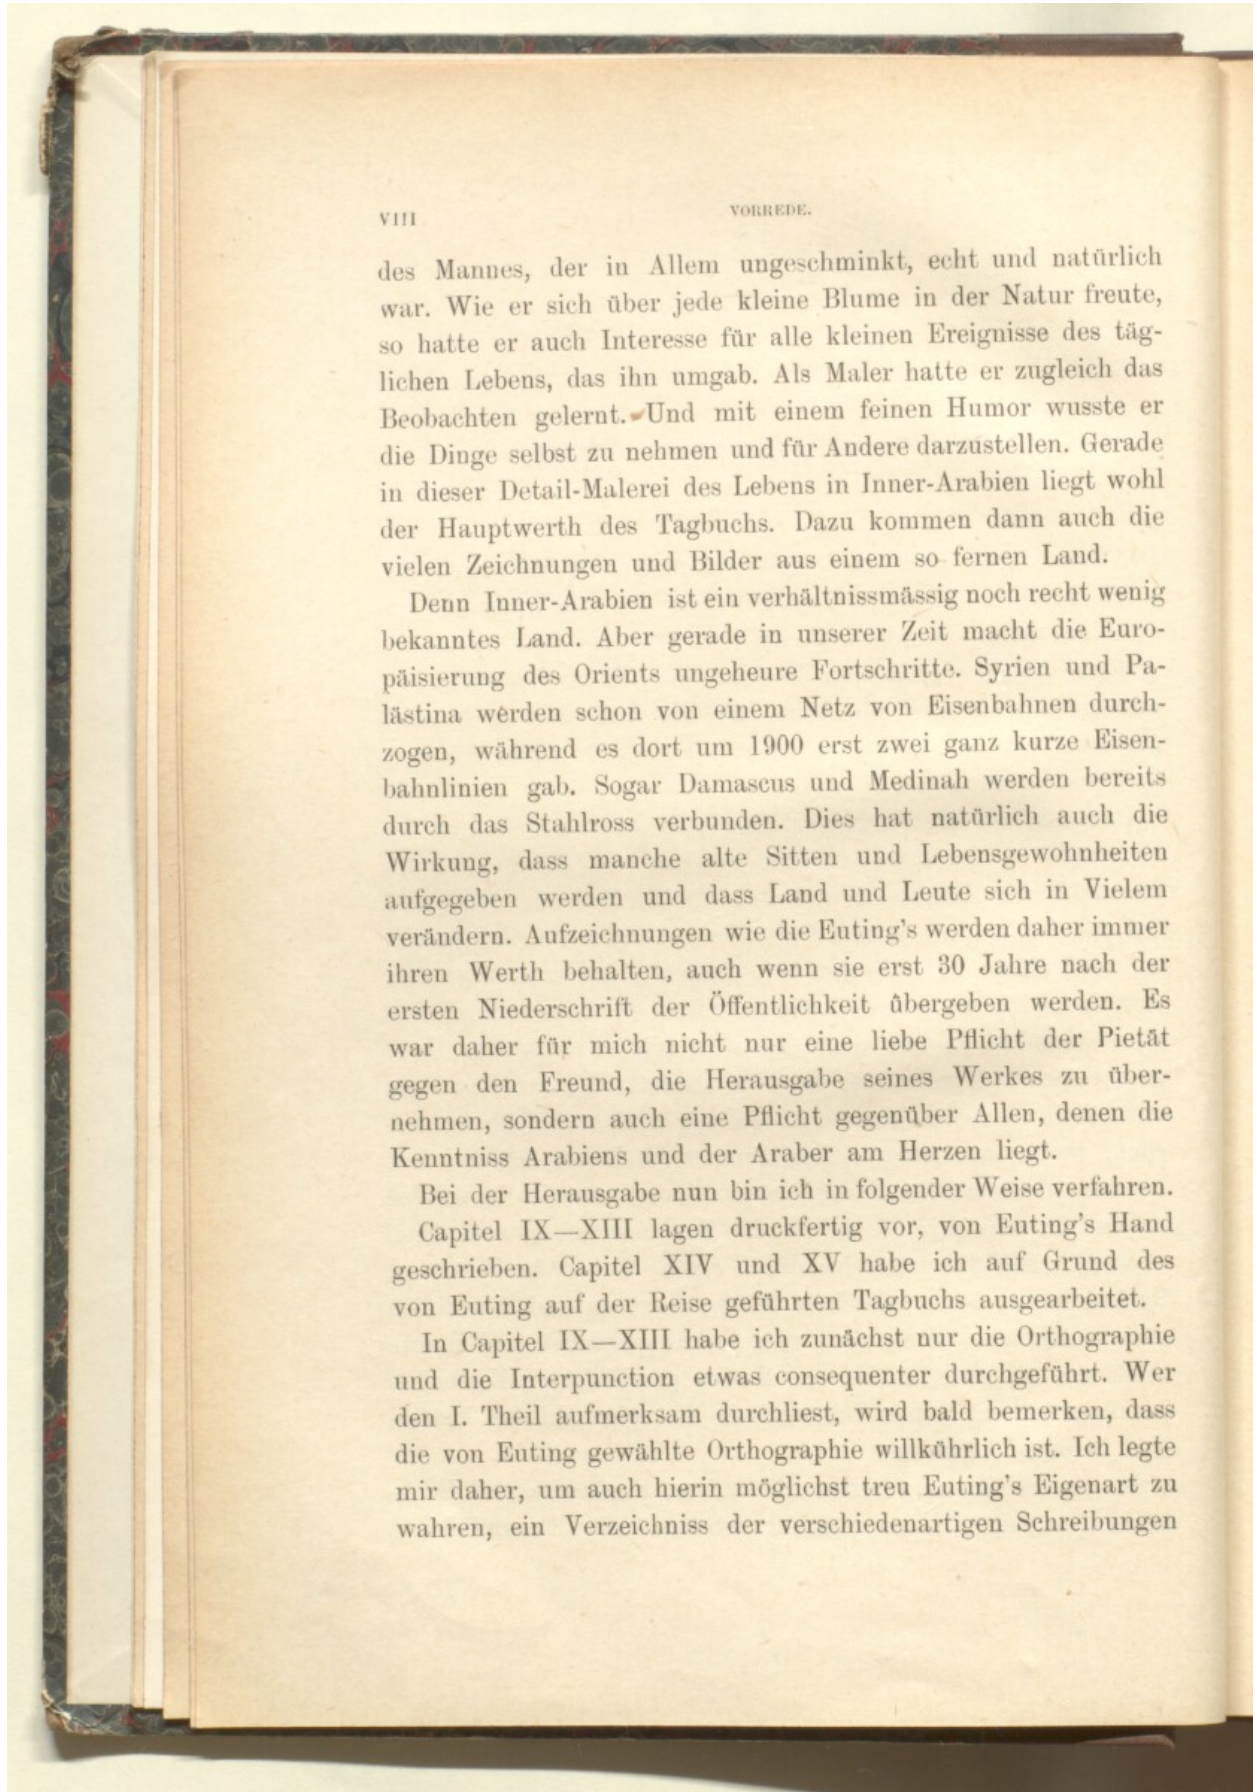 VIII
VORREDE.
des Mannes, der in Allem ungeschminkt, echt und natürlich
war. Wie er sich über jede kleine Blume in der Natur freute,
so hatte er auch Interesse für alle kleinen Ereignisse des täg-
lichen Lebens, das ihn umgab. Als Maler hatte er zugleich das
Beobachten gelernt. Und mit einem feinen Humor wusste er
die Dinge selbst zu nehmen und für Andere darzustellen. Gerade
in dieser Detail-Malerei des Lebens in Inner-Arabien liegt wohl
der Hauptwerth des Tagbuchs. Dazu kommen dann auch die
vielen Zeichnungen und Bilder aus einem so fernen Land.
Denn Inner-Arabien ist ein verhältnissmässig noch recht wenig
bekanntes Land. Aber gerade in unserer Zeit macht die Euro-
päisierung des Orients ungeheure Fortschritte. Syrien und Pa-
lästina werden schon von einem Netz von Eisenbahnen durch-
zogen, während es dort um 1900 erst zwei ganz kurze Eisen-
bahnlinien gab. Sogar Damascus und Medinah werden bereits
durch das Stahlross verbunden. Dies hat natürlich auch die
Wirkung, dass manche alte Sitten und Lebensgewohnheiten
aufgegeben werden und dass Land und Leute sich in Vielem
verändern. Aufzeichnungen wie die Euting's werden daher immer
ihren Werth behalten, auch wenn sie erst 30 Jahre nach der
ersten Niederschrift der Öffentlichkeit übergeben werden. Es
war daher für mich nicht nur eine liebe Pflicht der Pietät
gegen den Freund, die Herausgabe seines Werkes zu über-
nehmen, sondern auch eine Pflicht gegenüber Allen, denen die
Kenntniss Arabiens und der Araber am Herzen liegt.
Bei der Herausgabe nun bin ich in folgender Weise verfahren.
Capitel IX—XIII lagen druckfertig vor, von Euting's Hand
geschrieben. Capitel XIV und XV habe ich auf Grund des
von Euting auf der Reise geführten Tagbuchs ausgearbeitet.
In Capitel IX—XIII habe ich zunächst nur die Orthographie
und die Interpunction etwas consequenter durchgeführt. Wer
den I. Theil aufmerksam durchliest, wird bald bemerken, dass
die von Euting gewählte Orthographie willkührlich ist. Ich legte
mir daher, um auch hierin möglichst treu Euting's Eigenart zu
wahren, ein Verzeichniss der verschiedenartigen Schreibungen